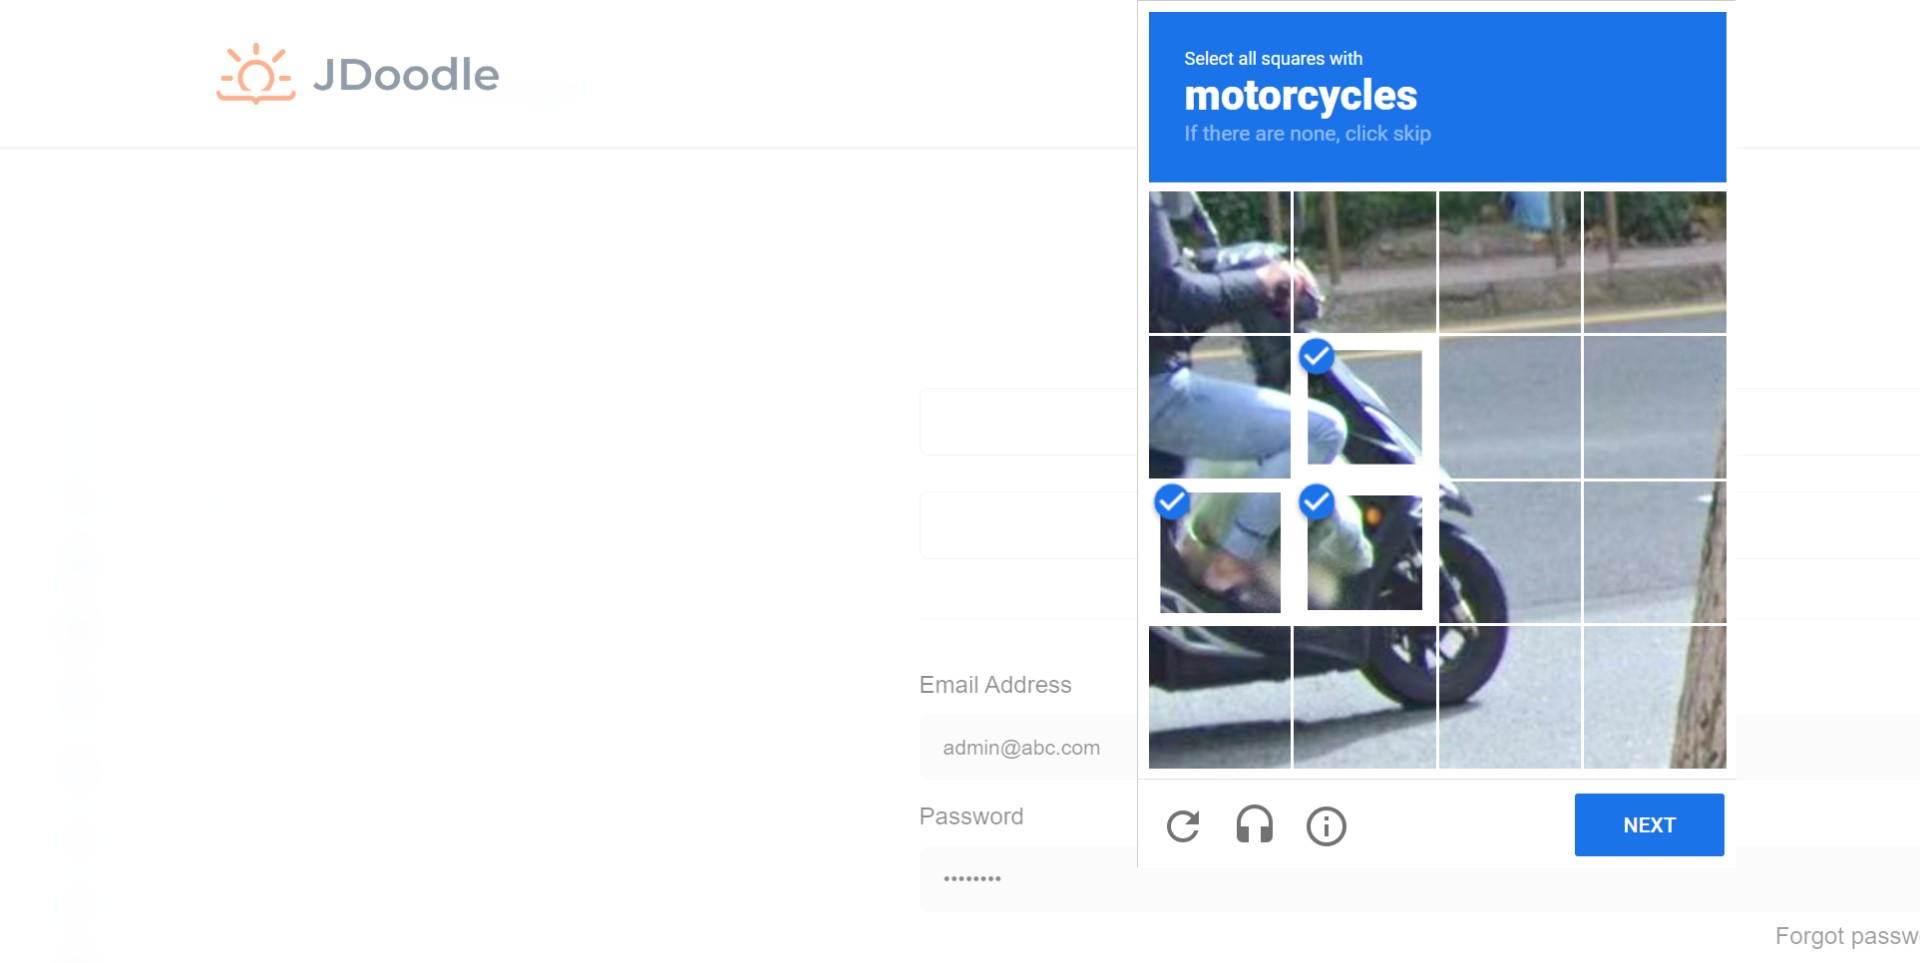 JDoodle
Select all squares with
motorcycles
If there are none, click skip
Email Address
admin@abc.com
Password
••••••••
NEXT
Forgot passw